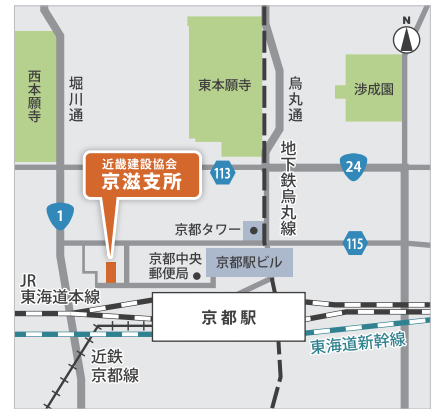 N
西本願寺
堀川通
東本願寺
烏丸通
渉成園
近畿建設協会
京滋支所
113
24
地下鉄烏丸線
1
京都タワー
115
京都中央
郵便局
京都駅ビル
JR
東海道本線
京都駅
東海道新幹線
近鉄
京都線